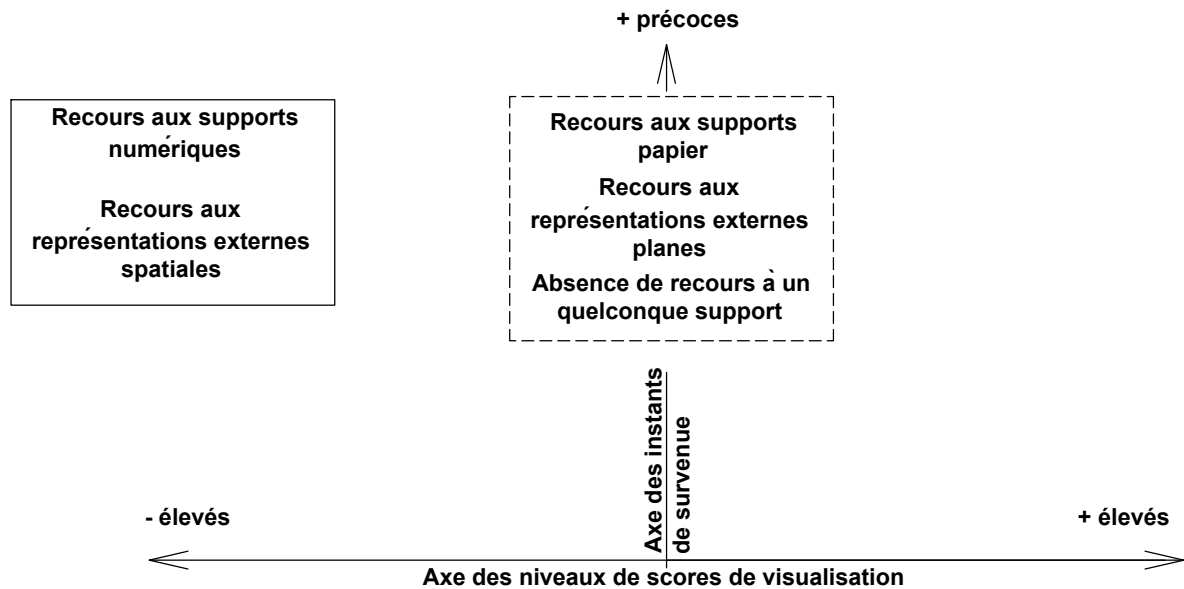 + précoces
Recours aux supports
numériques
Recours aux
représentations externes
spatiales
Recours aux supports
papier
Recours aux
représentations externes
planes
Absence de recours à un
quelconque support
Axe des instants
de survenue
- élevés
+ élevés
Axe des niveaux de scores de visualisation